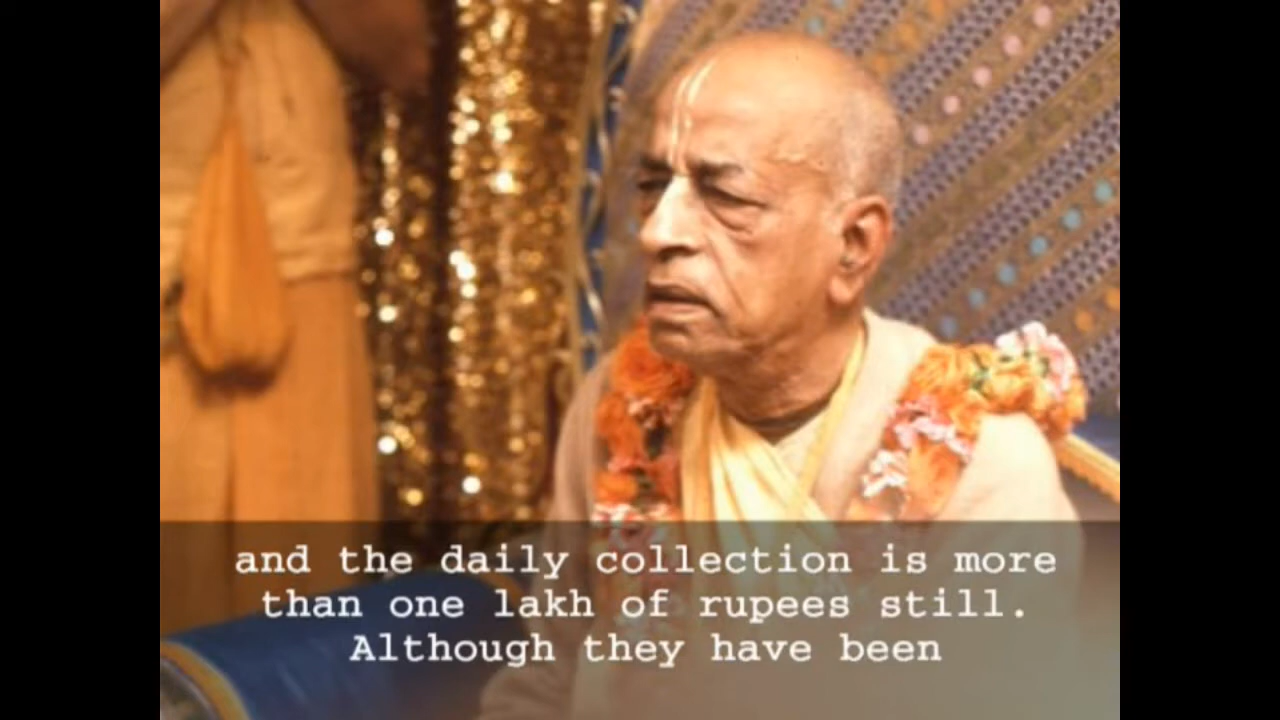 and the daily collection is more
than one lakh of rupees still.
Although they have been